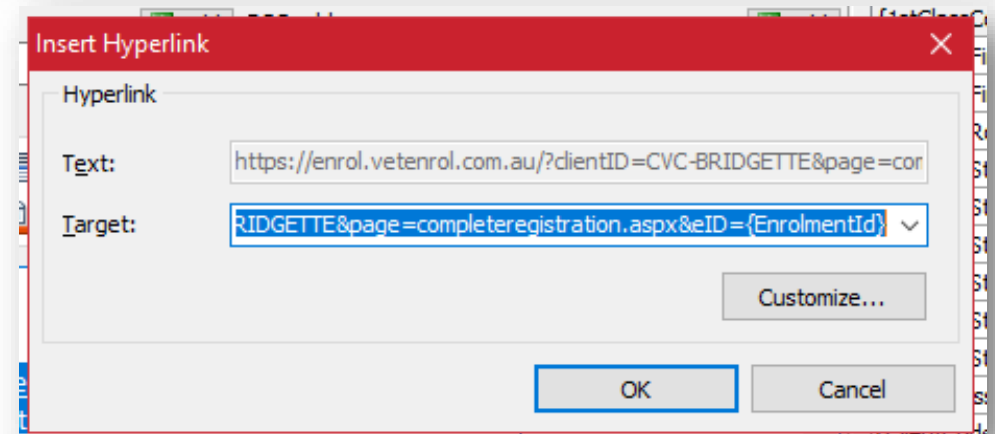 Insert Hyperlink
Hyperlink
Text:
https://enrol.vetenrol.com.au/?clientID=CVC-BRIDGETTE&page=com
Target:
RIDGETTE&page=completeregistration.aspx&eID={EnrolmentId}
Customize...
OK
Cancel